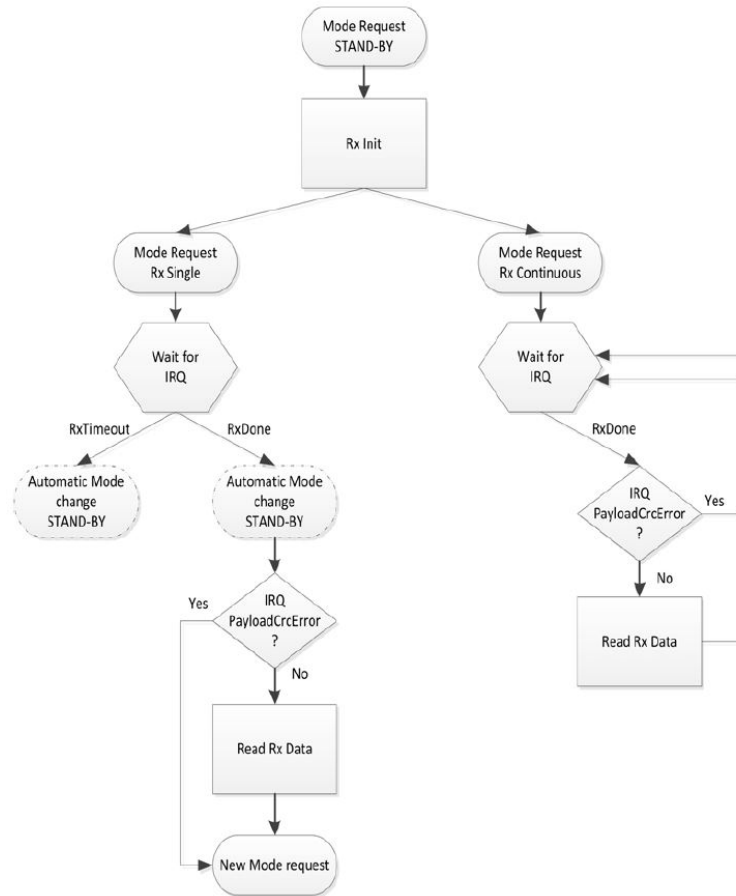 Mode Request
STAND-BY
Rx Init
Mode Request
Rx Single
Mode Request
Rx Continuous
Wait for
IRQ
Wait for
IRQ
RxTimeout
RxDone
RxDone
Automatic Mode
change
STAND-BY
Automatic Mode
change
STAND-BY
IRQ
PayloadCrcError
?
Yes
No
Yes
IRQ
PayloadCrcError
?
No
Read Rx Data
Read Rx Data
New Mode request